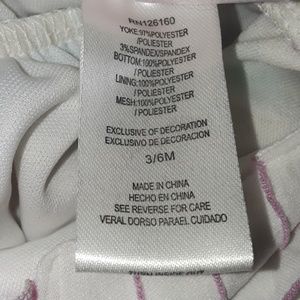 RN126160
YOKE:97%POLYESTER
/POLIESTER
3%SPANDEX/SPANDEX
BOTTOM:100%POLYESTER
/POLIESTER
LINING:100%POLYESTER
/POLIESTER
MESH:100%POLYESTER
/POLIESTER
EXCLUSIVE OF DECORATION
EXCLUSIVO DE DECORACION
3/6M
MADE IN CHINA
HECHO EN CHINA
SEE REVERSE FOR CARE
VERAL DORSO PARAEL CUIDADO